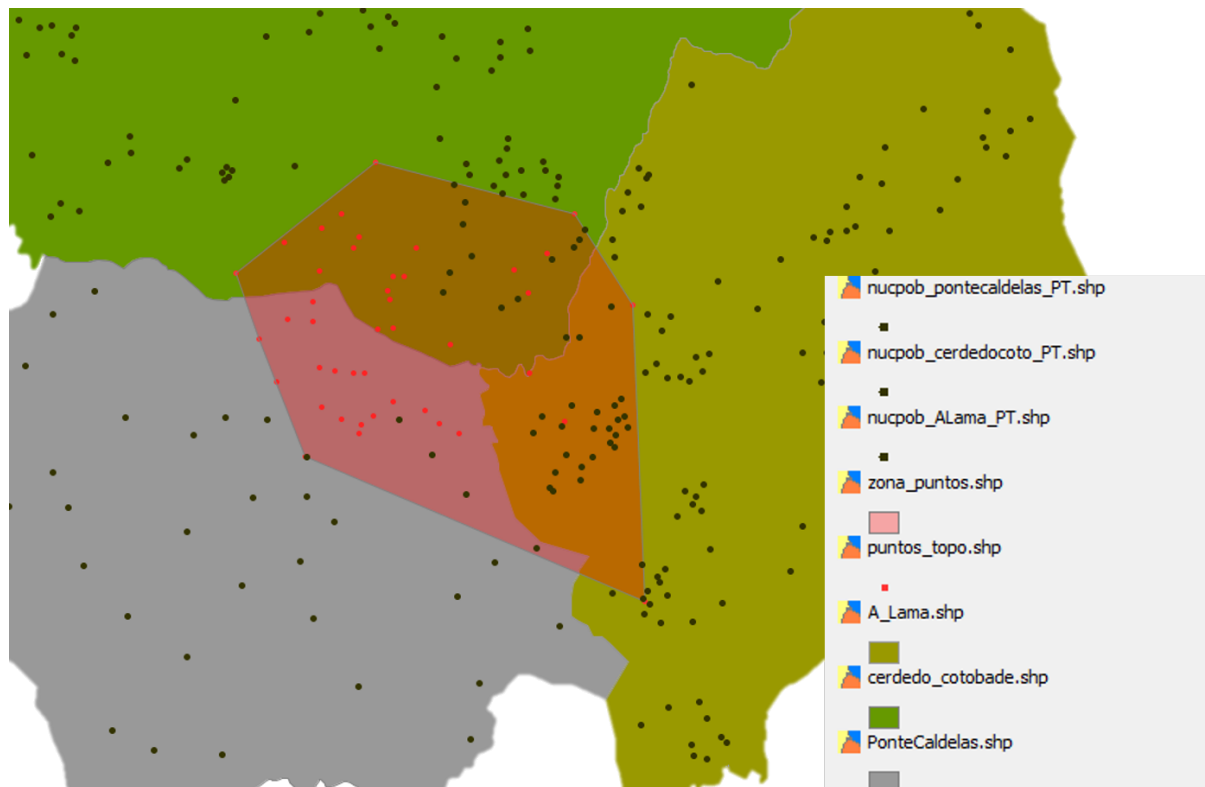 nucpob_pontecaldelas_PT.shp
nucpob_cerdedocoto_PT.shp
nucpob_ALama_PT.shp
zona_puntos.shp
puntos_topo.shp
A_Lama.shp
cerdedo_cotobade.shp
PonteCaldelas.shp